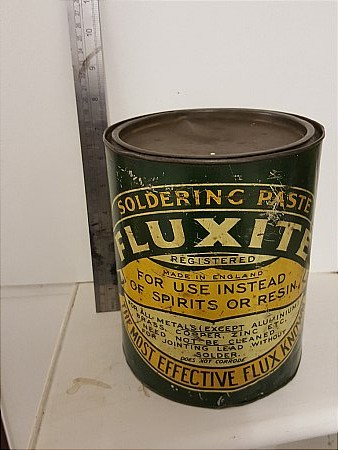 SOLDERING PASTE
FLUXITE
REGISTERED
MADE IN ENGLAND
FOR USE INSTEAD
OF SPIRITS OR RESIN,
FOR ALL METALS (EXCEPT ALUMINIUM)
BRASS, COPPER, ZINC, ETC.
NEED NOT BE CLEANED.
FOR JOINTING LEAD WITHOUT
SOLDER.
DOES NOT CORRODE
THE MOST EFFECTIVE FLUX KNOWN